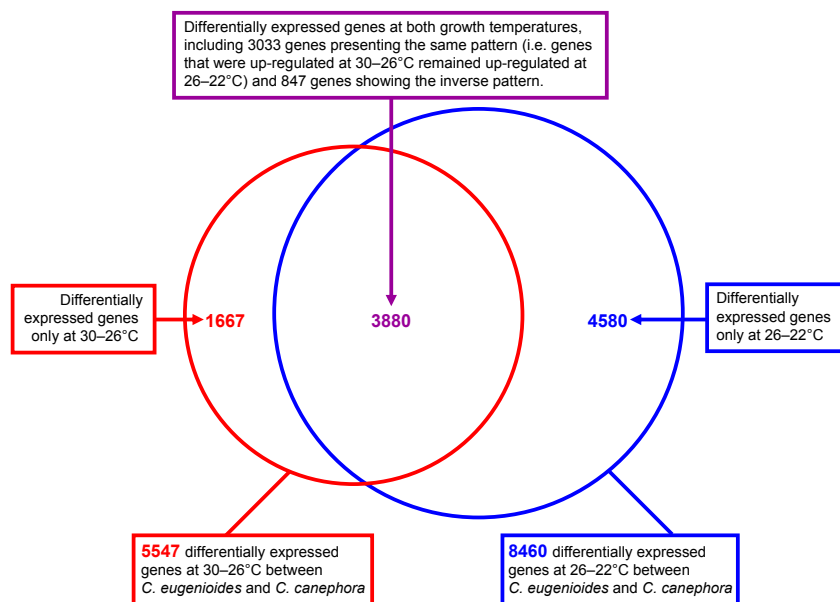 Differentially expressed genes at both growth temperatures,
including 3033 genes presenting the same pattern (i.e. genes
that were up-regulated at 30–26°C remained up-regulated at
26–22°C) and 847 genes showing the inverse pattern.
Differentially
expressed genes
only at 30–26°C
1667
3880
4580
Differentially
expressed genes
only at 26–22°C
5547 differentially expressed
genes at 30–26°C between
C. eugenioides and C. canephora
8460 differentially expressed
genes at 26–22°C between
C. eugenioides and C. canephora